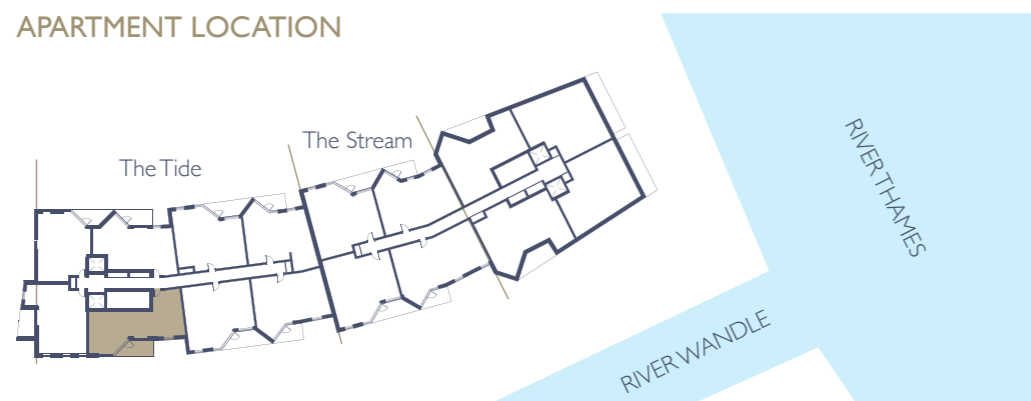 APARTMENT LOCATION
The Tide
The Stream
RIVER THAMES
RIVER WANDLE